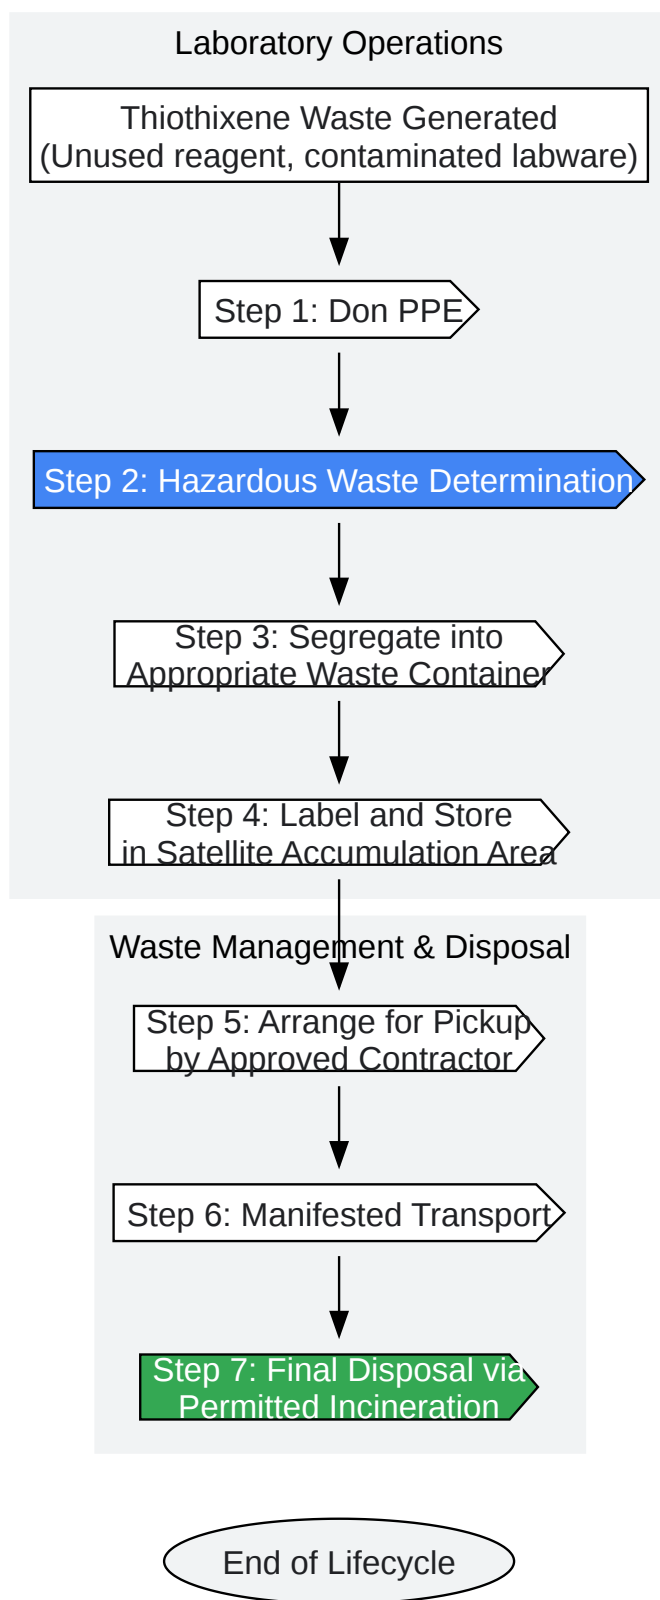 Laboratory Operations
Thiothixene Waste Generated
(Unused reagent, contaminated labware)
Step 1: Don PPE
Step 2: Hazardous Waste Determination
Step 3: Segregate into
Appropriate Waste Container
Step 4: Label and Store
in Satellite Accumulation Area
Waste Management & Disposal
Step 5: Arrange for Pickup
by Approved Contractor
Step 6: Manifested Transport
Step 7: Final Disposal via
Permitted Incineration
End of Lifecycle